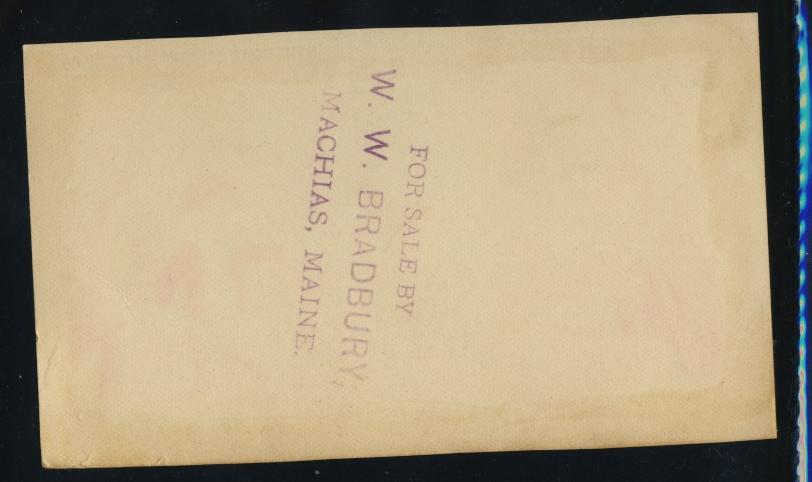 FOR SALE BY
W. W. BRADBURY,
MACHIAS, MAINE.